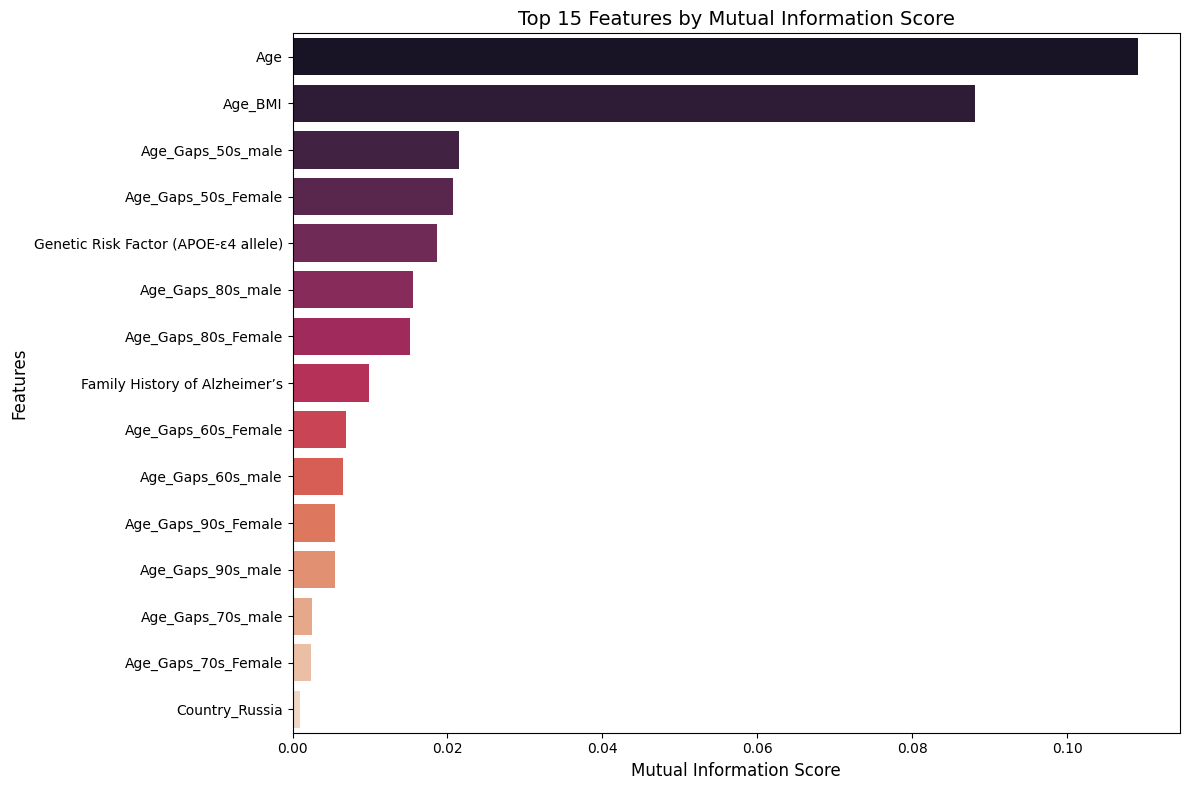 Top 15 Features by Mutual Information Score
Age
Age_BMI
Age_Gaps_50s_male
Age_Gaps_50s_Female
Genetic Risk Factor (APOE-ε4 allele)
Age_Gaps_80s_male
Age_Gaps_80s_Female
Family History of Alzheimer’s
Age_Gaps_60s_Female
Age_Gaps_60s_male
Age_Gaps_90s_Female
Age_Gaps_90s_male
Age_Gaps_70s_male
Age_Gaps_70s_Female
Country_Russia
Features
0.00 0.02 0.04 0.06 0.08 0.10
Mutual Information Score